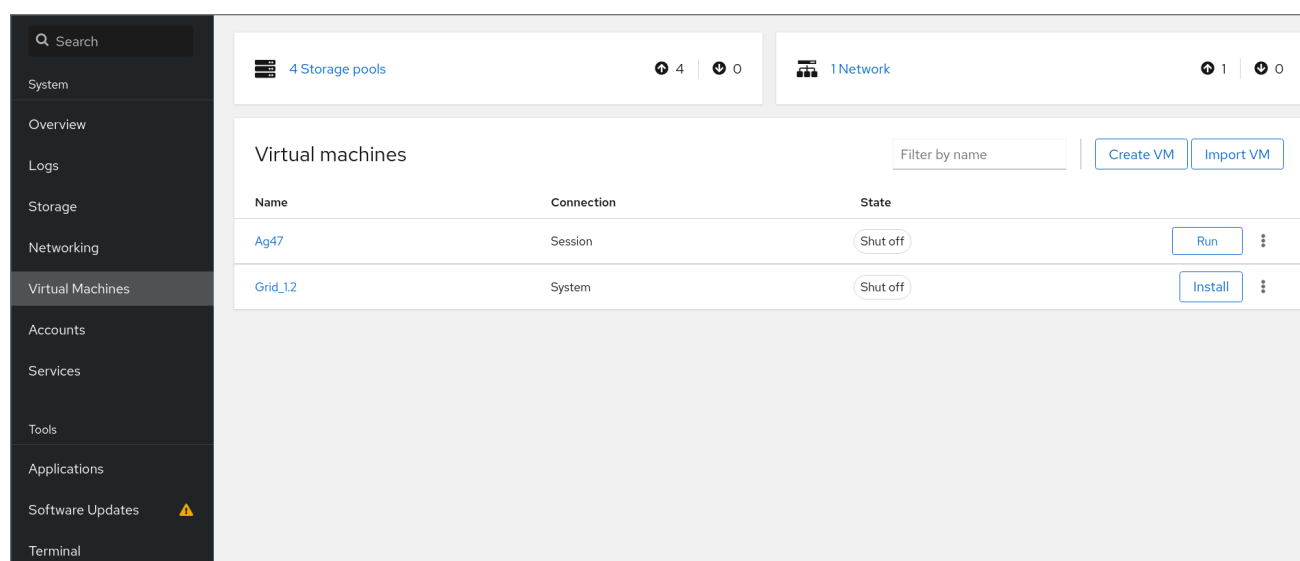 Search
System
Overview
Logs
Storage
Networking
Virtual Machines
Accounts
Services
Tools
Applications
Software Updates
Terminal
4 Storage pools 4 0
1 Network 1 0
Virtual machines Filter by name Create VM Import VM
Name Connection State
Ag47 Session Shut off Run
Grid_1.2 System Shut off Install